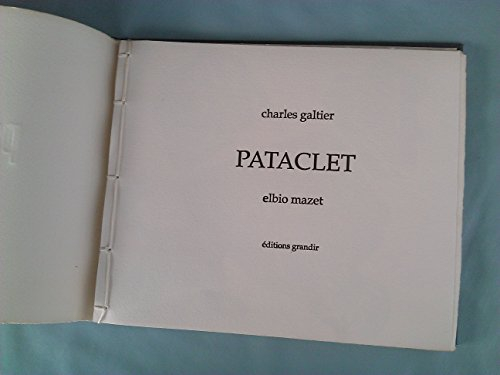 charles galtier
PATACLET
elbio mazet
éditions grandir